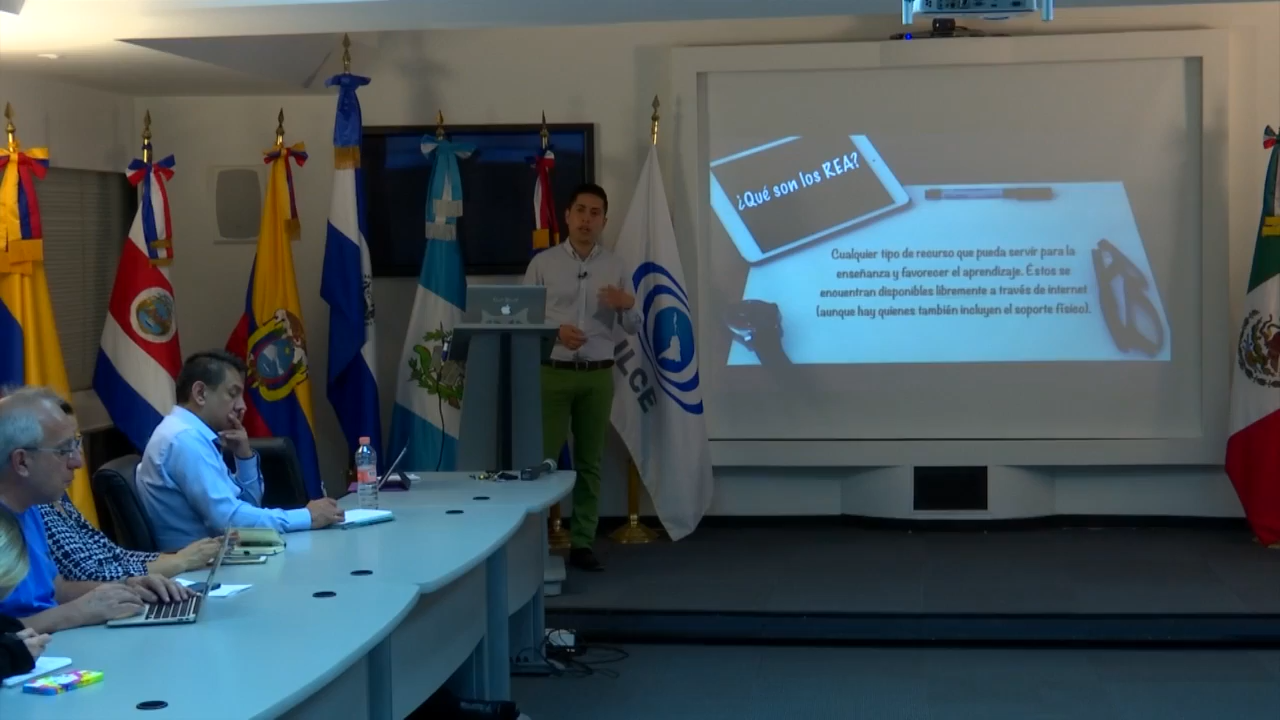 ¿Qué son los REA?
Cualquier tipo de recurso que pueda servir para la
enseñanza y favorecer el aprendizaje. Éstos se
encuentran disponibles libremente a través de internet
(aunque hay quienes también incluyen el soporte físico).
ILCE